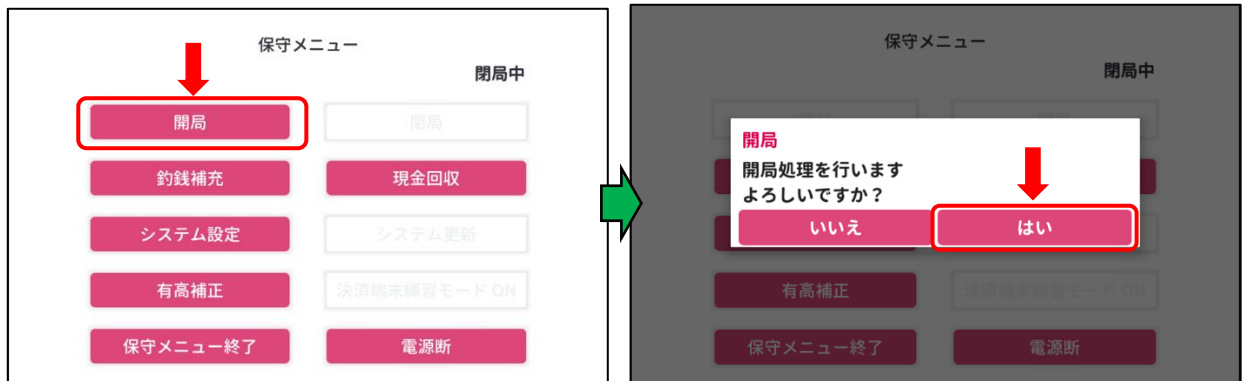 保守メニュー
閉局中
開局
閉局
釣銭補充
現金回収
システム設定
システム更新
有高補正
決済端末練習モード ON
保守メニュー終了
電源断
保守メニュー
閉局中
開局
開局処理を行います
よろしいですか？
いいえ
はい
有高補正
決済端末練習モード ON
保守メニュー終了
電源断